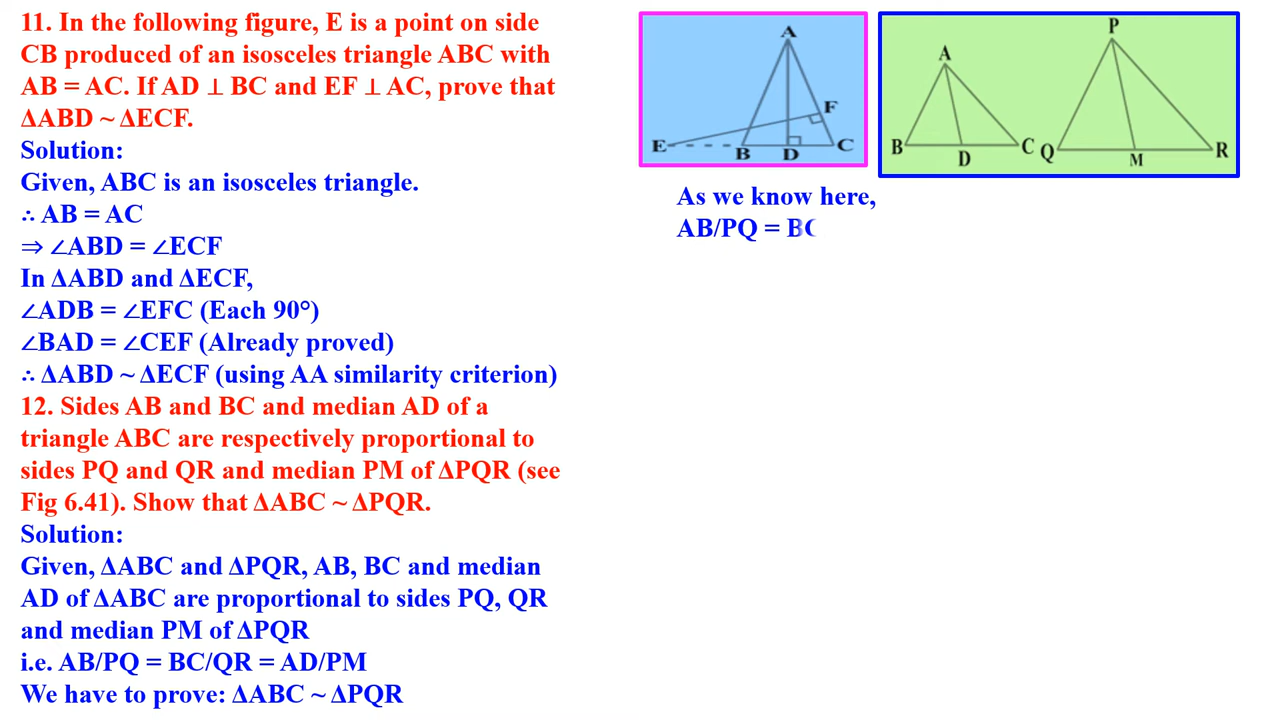 11. In the following figure, E is a point on side
CB produced of an isosceles triangle ABC with
AB = AC. If AD ⊥ BC and EF ⊥ AC, prove that
ΔABD ~ ΔECF.
Solution:
Given, ABC is an isosceles triangle.
∴ AB = AC
⇒ ∠ABD = ∠ECF
In ΔABD and ΔECF,
∠ADB = ∠EFC (Each 90°)
∠BAD = ∠CEF (Already proved)
∴ ΔABD ~ ΔECF (using AA similarity criterion)
12. Sides AB and BC and median AD of a
triangle ABC are respectively proportional to
sides PQ and QR and median PM of ΔPQR (see
Fig 6.41). Show that ΔABC ~ ΔPQR.
Solution:
Given, ΔABC and ΔPQR, AB, BC and median
AD of ΔABC are proportional to sides PQ, QR
and median PM of ΔPQR
i.e. AB/PQ = BC/QR = AD/PM
We have to prove: ΔABC ~ ΔPQR
A
F
E
B
D
C
A
B
D
C
P
Q
M
R
As we know here,
AB/PQ = BC